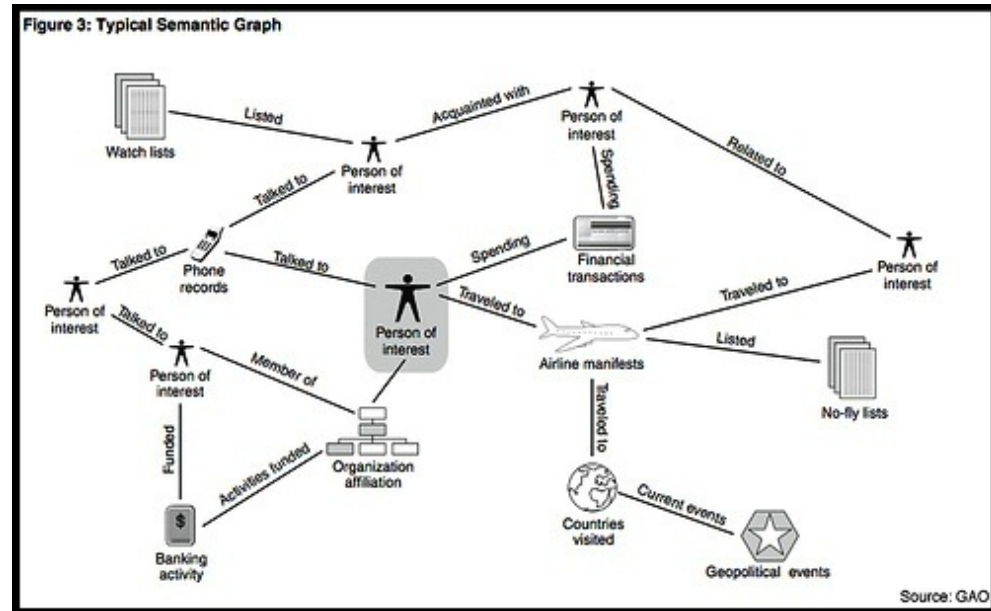 Figure 3: Typical Semantic Graph
Listed
Acquainted with
Watch lists
Person of
interest
Person of
interest
Related to
Talked to
Spending
Talked to
Phone
records
Talked to
Spending
Financial
transactions
Person of
interest
Person of
interest
Talked to
Person of
interest
Traveled to
Traveled to
Airline manifests
Listed
No-fly lists
Person of
interest
Member of
Funded
Activities funded
Organization
affiliation
Traveled to
Banking
activity
$
Countries
visited
Current events
Geopolitical events
Source: GAO